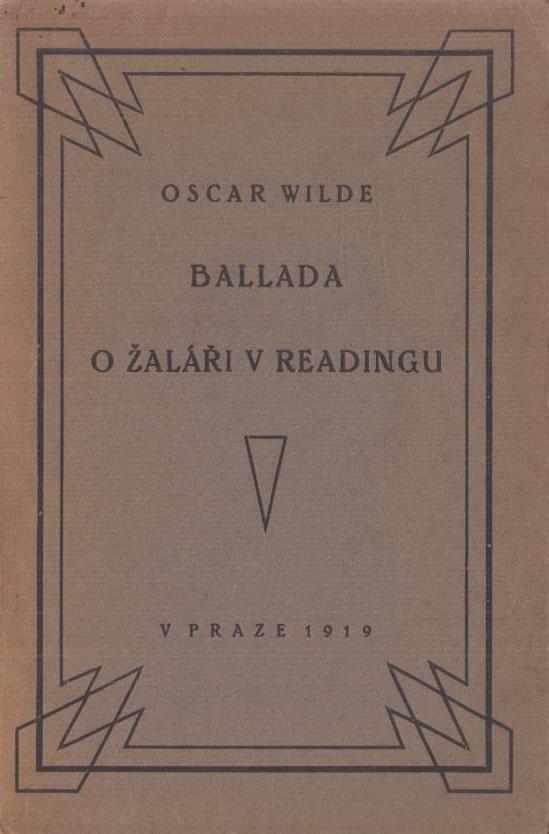 OSCAR WILDE
BALLADA
O ŽALÁŘI V READINGU
V PRAZE 1919